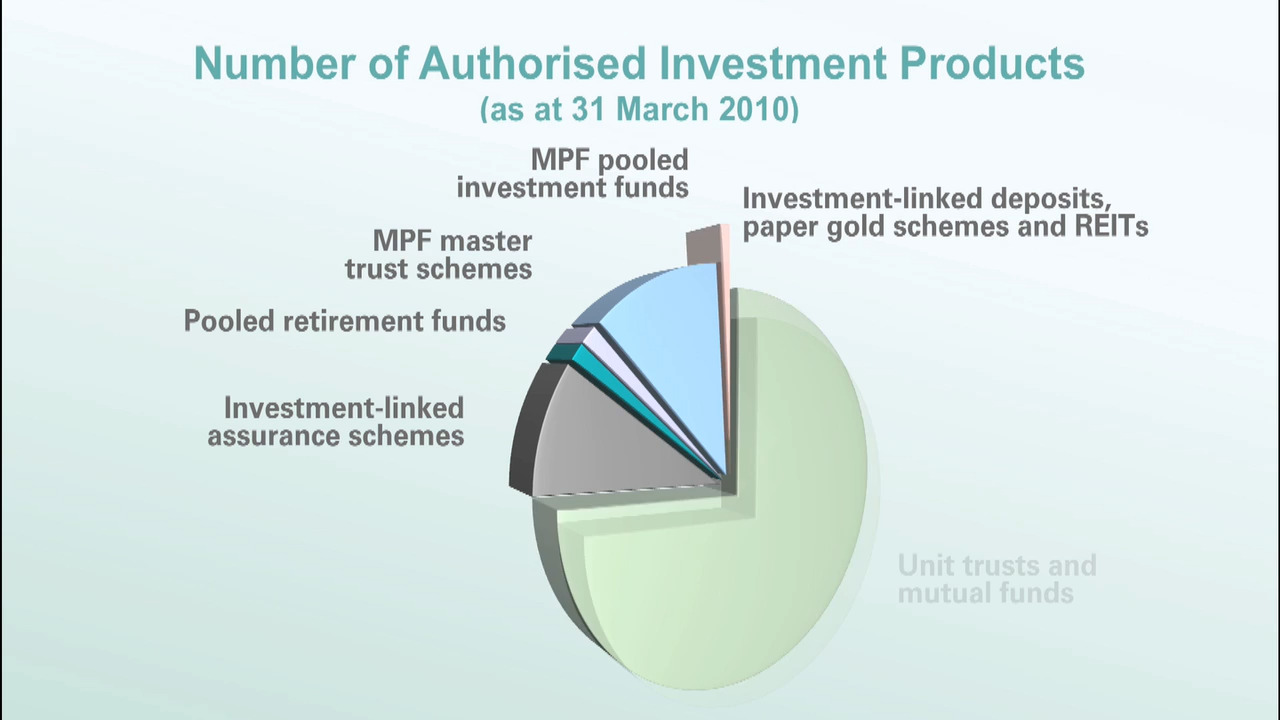 Number of Authorised Investment Products
(as at 31 March 2010)
MPF pooled
investment funds
Investment-linked deposits,
paper gold schemes and REITs
MPF master
trust schemes
Pooled retirement funds
Investment-linked
assurance schemes
Unit trusts and
mutual funds